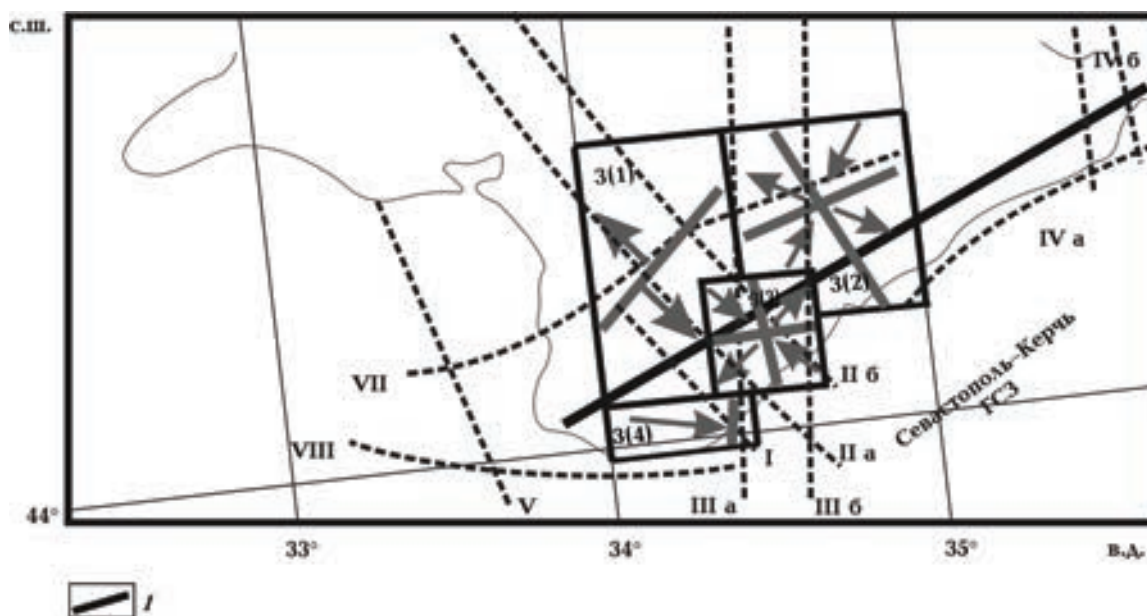 с.ш.
IV б
3(1)
3(2)
3(3)
IV а
VII
II б
Севастополь–Керчь
ГСЗ
3(4)
VIII
I
II а
V
III а
III б
44°
33°
34°
35°
в.д.
1